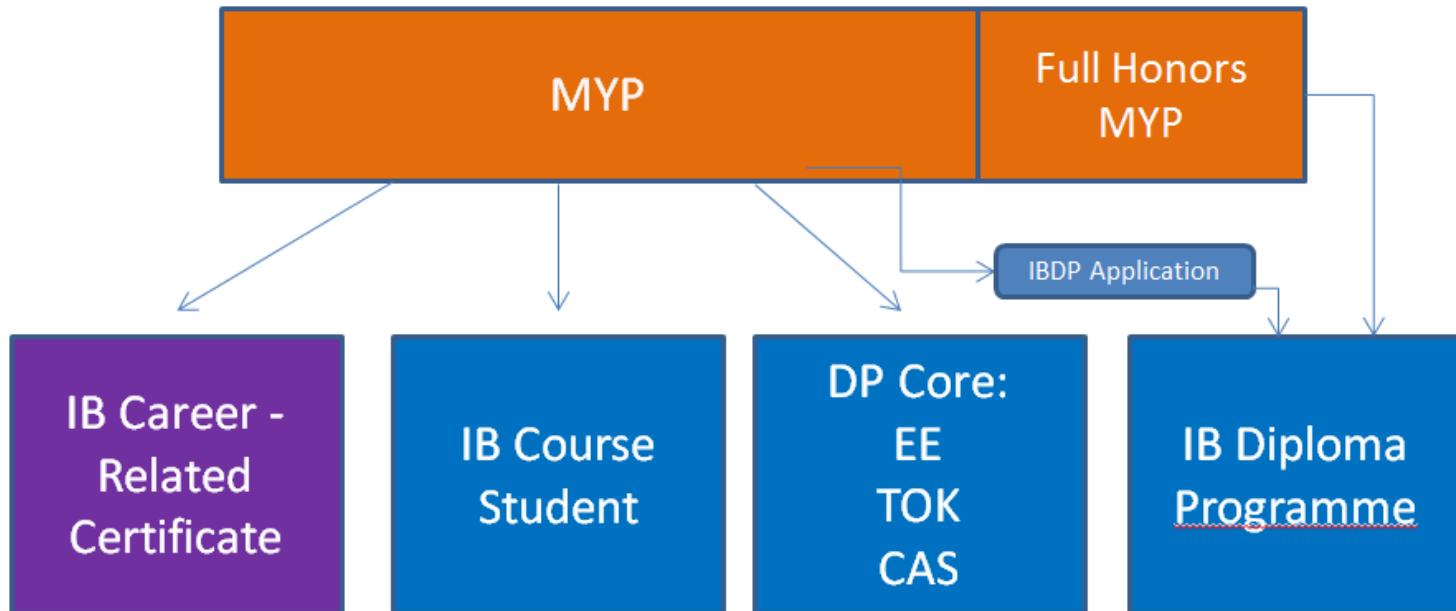 MYP
Full Honors
MYP
IBDP Application
IB Career -
Related
Certificate
IB Course
Student
DP Core:
EE
TOK
CAS
IB Diploma
Programme